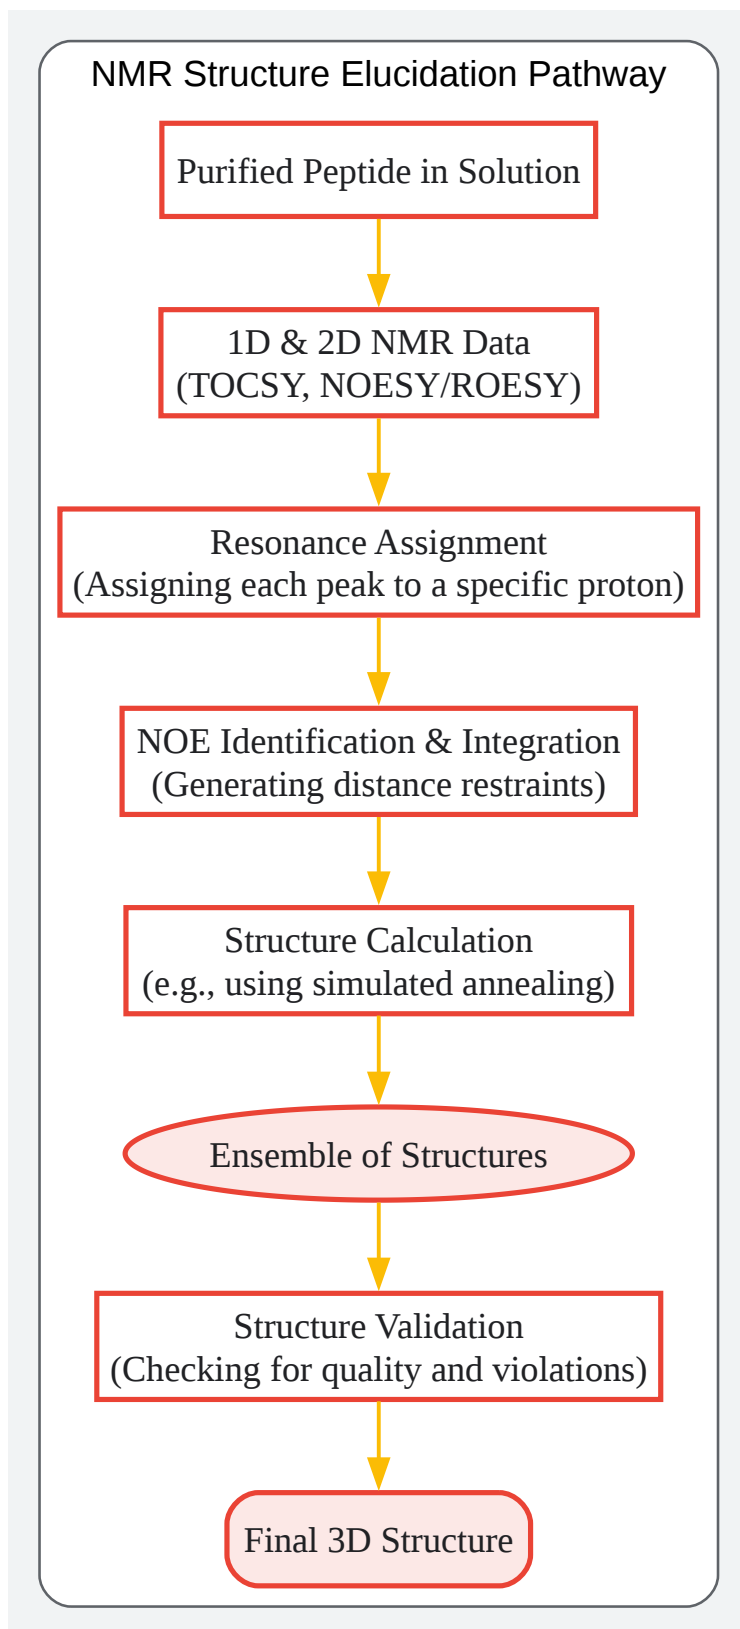 NMR Structure Elucidation Pathway
Purified Peptide in Solution
1D & 2D NMR Data
(TOCSY, NOESY/ROESY)
Resonance Assignment
(Assigning each peak to a specific proton)
NOE Identification & Integration
(Generating distance restraints)
Structure Calculation
(e.g., using simulated annealing)
Ensemble of Structures
Structure Validation
(Checking for quality and violations)
Final 3D Structure